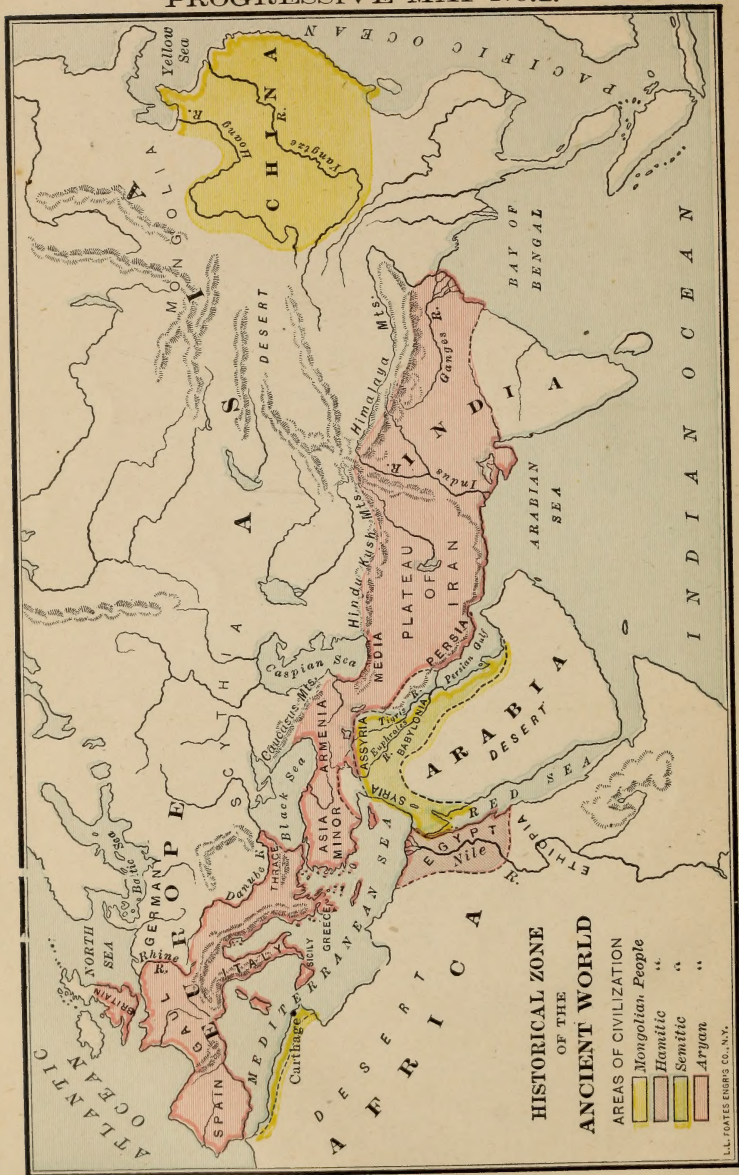 PROGRESSIVE MAP No.1.
ATLANTIC
OCEAN
NORTH
SEA
Baltic
Sea
BRITAIN
GERMANY
Rhine
R.
GAUL
SPAIN
EUROPE
ITALY
SICILY
GREECE
THRACE
Danube R.
SCYTHIA
Black Sea
Caucasus Mts.
Caspian Sea
ASIA
MINOR
ARMENIA
MEDITERRANEAN SEA
Carthage
DESERT
AFRICA
EGYPT
Nile
R.
ETHIOPIA
RED SEA
SYRIA
ASSYRIA
Tigris
R.
Euphrates
R.
BABYLONIA
ARABIA
DESERT
Persian Gulf
PERSIA
MEDIA
PLATEAU
OF
IRAN
Hindu Kush Mts.
Himalaya Mts.
Indus
R.
Ganges R.
INDIA
ARABIAN
SEA
BAY OF
BENGAL
INDIAN OCEAN
ASIA
DESERT
MONGOLIA
CHINA
Hoang
R.
Yangtze
R.
Yellow
Sea
PACIFIC OCEAN
OCEAN
HISTORICAL ZONE
OF THE
ANCIENT WORLD
AREAS OF CIVILIZATION
Mongolian People
Hamitic "
Semitic "
Aryan "
L.L. POATES ENGR'G CO., N.Y.